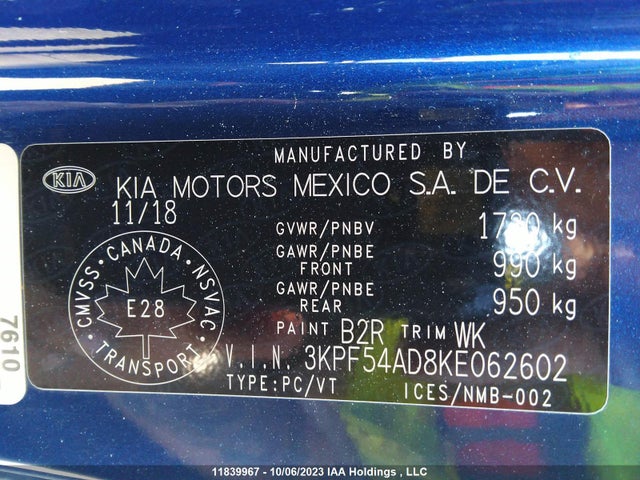 MANUFACTURED BY
KIA
KIA MOTORS MEXICO S.A. DE C.V.
11/18
GVWR/PNBV kg
GAWR/PNBE
FRONT 990 kg
GAWR/PNBE
REAR 950 kg
CANADA
CMVSS NSVAC
E28
TRANSPORT
PAINT B2R TRIM WK
V.I.N. 3KPF54AD8KE062602
TYPE:PC/VT ICES/NMB-002
7610
11839967 - 10/06/2023 IAA Holdings , LLC